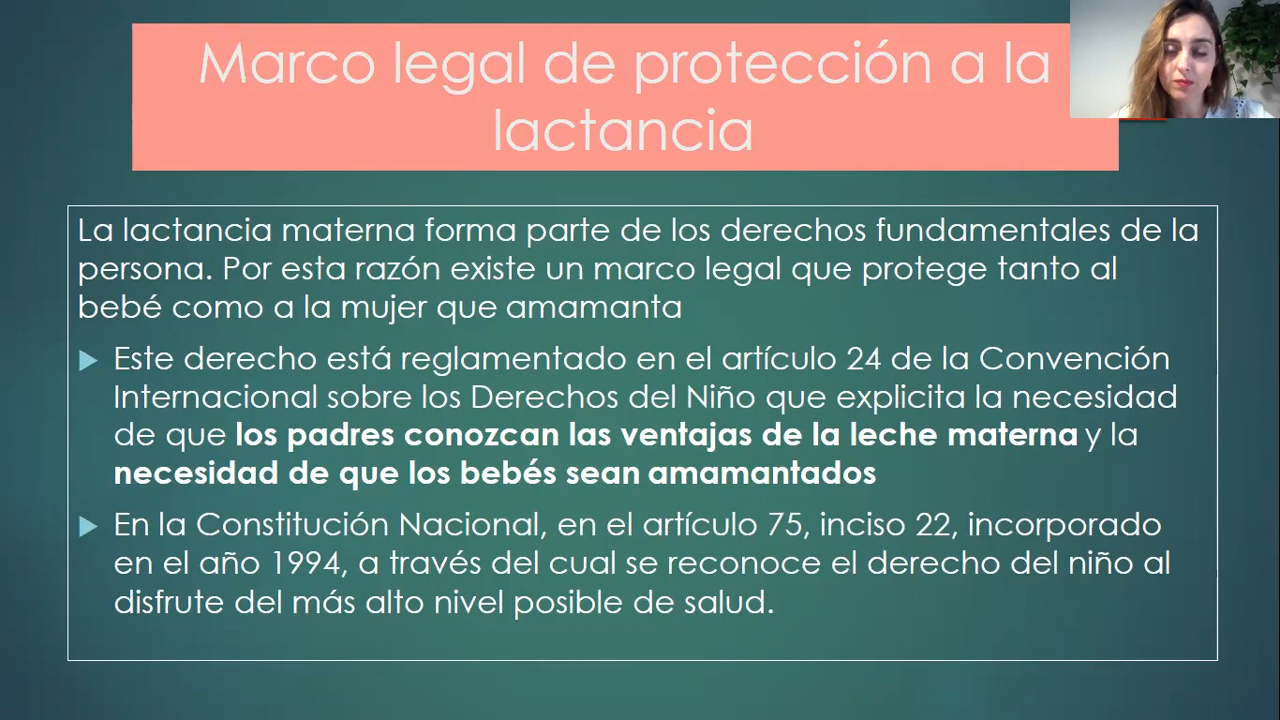 Marco legal de protección a la
lactancia
La lactancia materna forma parte de los derechos fundamentales de la
persona. Por esta razón existe un marco legal que protege tanto al
bebé como a la mujer que amamanta
Este derecho está reglamentado en el artículo 24 de la Convención
Internacional sobre los Derechos del Niño que explicita la necesidad
de que los padres conozcan las ventajas de la leche materna y la
necesidad de que los bebés sean amamantados
En la Constitución Nacional, en el artículo 75, inciso 22, incorporado
en el año 1994, a través del cual se reconoce el derecho del niño al
disfrute del más alto nivel posible de salud.